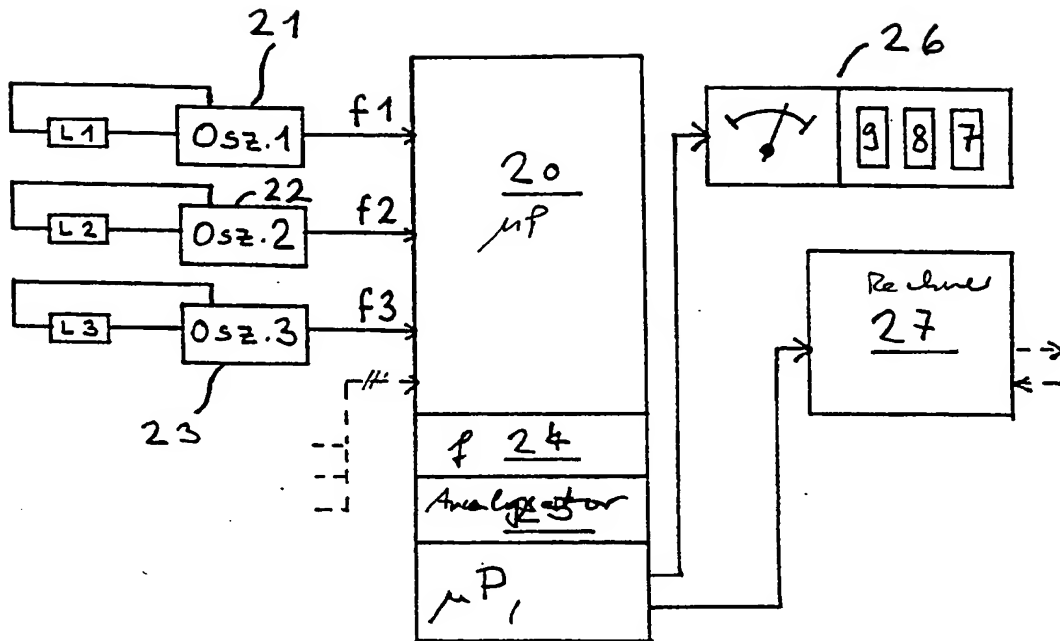 21
26
L1
Osz.1
f1
9 8 7
20
µP
22
L2
Osz.2
f2
Rechner
27
L3
Osz.3
f3
23
f 24
Analysator
25
µP,